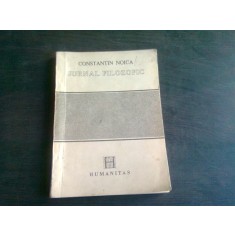 CONSTANTIN NOICA
JURNAL FILOZOFIC
HUMANITAS